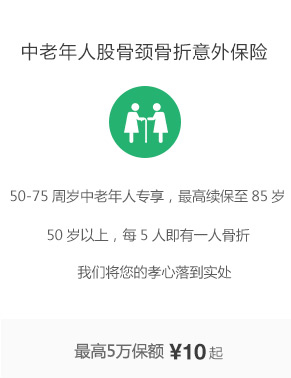 中老年人股骨颈骨折意外保险
50-75 周岁中老年人专享，最高续保至 85 岁
50 岁以上，每 5 人即有一人骨折
我们将您的孝心落到实处
最高5万保额 ¥10 起